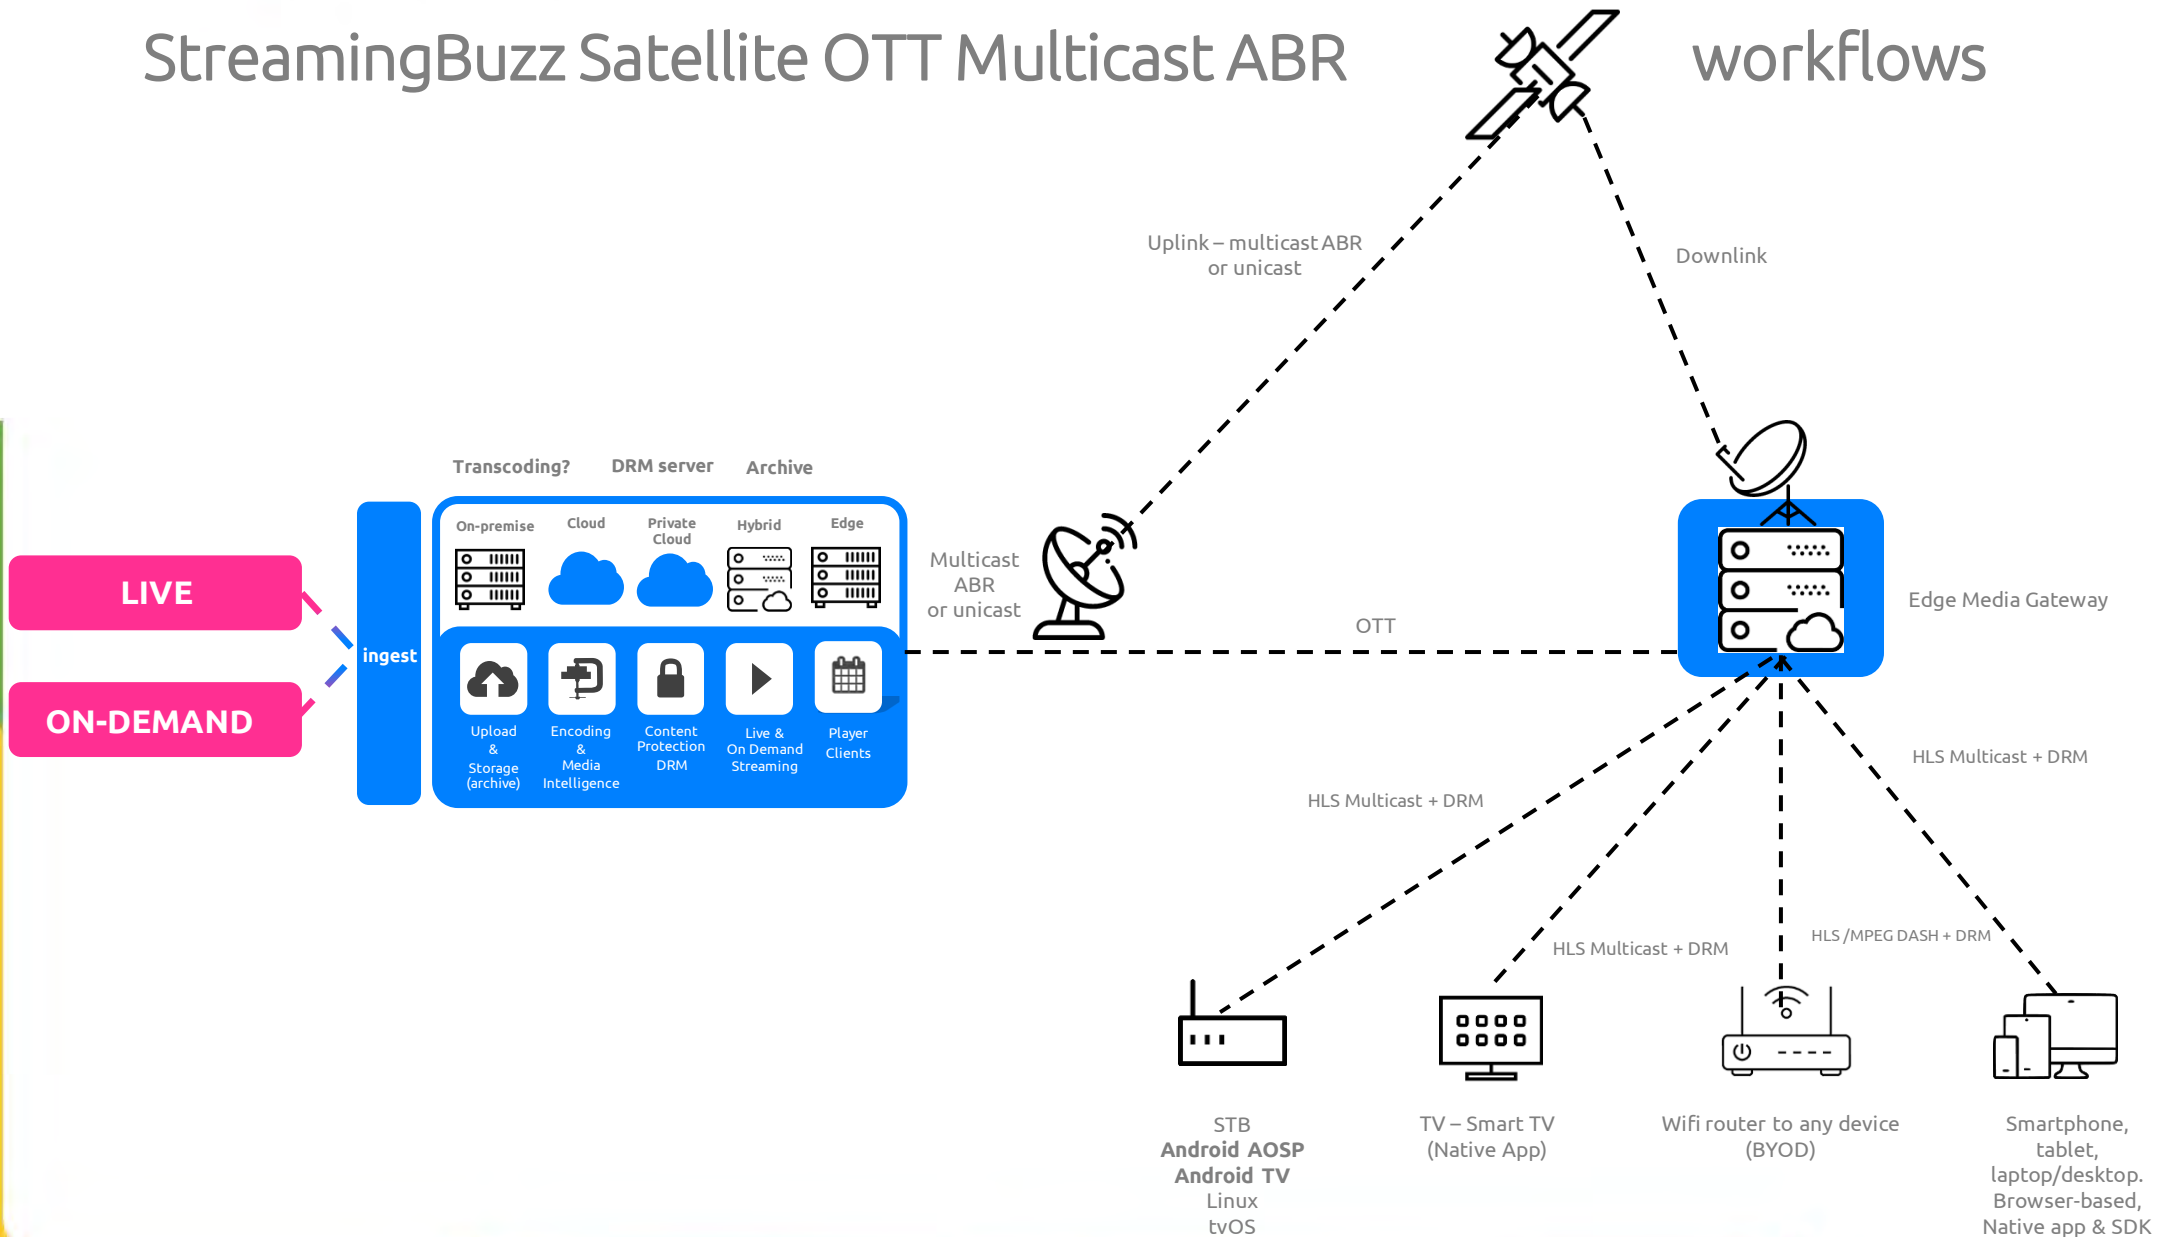 StreamingBuzz Satellite OTT Multicast ABR workflows
Uplink – multicast ABR
or unicast
Downlink
Transcoding?
DRM server
Archive
On-premise
Cloud
Private
Cloud
Hybrid
Edge
LIVE
ON-DEMAND
ingest
Upload
&
Storage
(archive)
Encoding
&
Media
Intelligence
Content
Protection
DRM
Live &
On Demand
Streaming
Player
Clients
Multicast
ABR
or unicast
OTT
Edge Media Gateway
HLS Multicast + DRM
HLS Multicast + DRM
HLS /MPEG DASH + DRM
HLS Multicast + DRM
STB
Android AOSP
Android TV
Linux
tvOS
TV – Smart TV
(Native App)
Wifi router to any device
(BYOD)
Smartphone,
tablet,
laptop/desktop.
Browser-based,
Native app & SDK